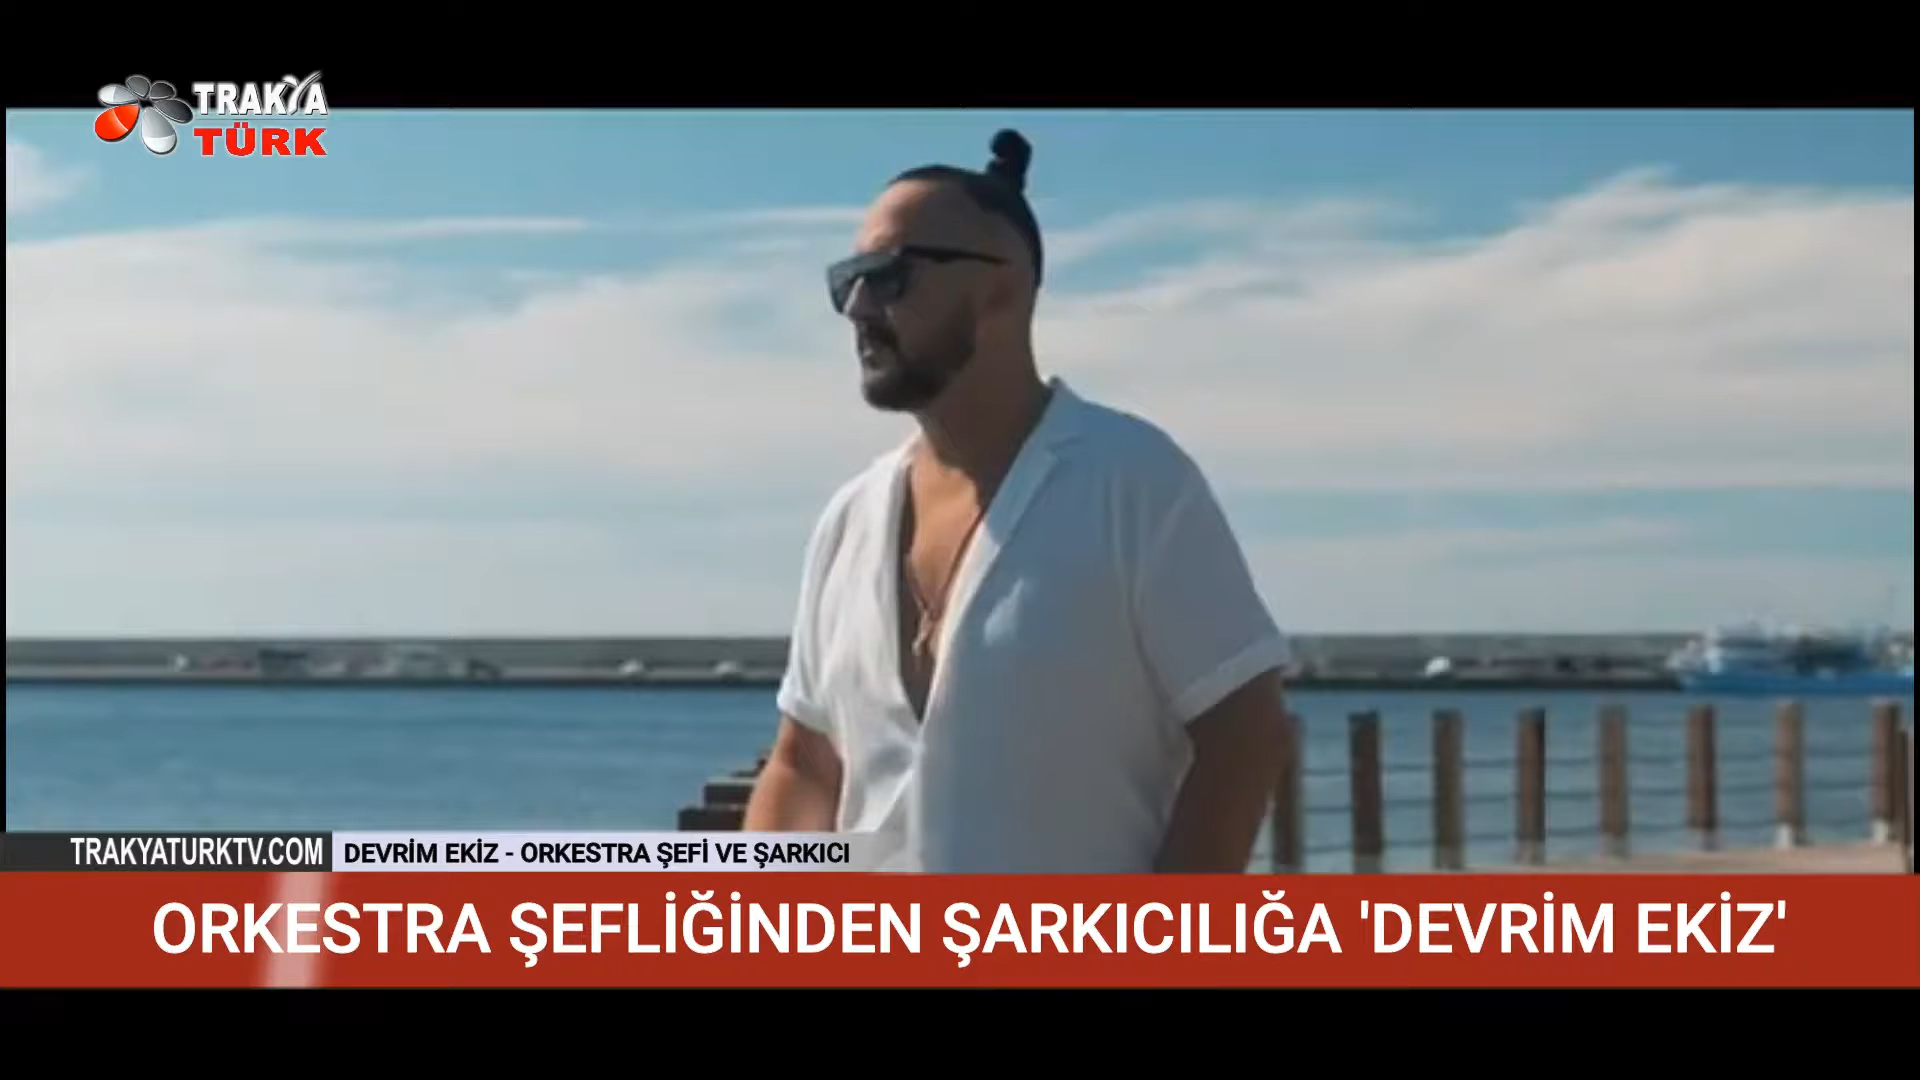 TRAKYA
TÜRK
TRAKYATURKTV.COM
DEVRİM EKİZ - ORKESTRA ŞEFİ VE ŞARKICI
ORKESTRA ŞEFLİĞİNDEN ŞARKICILIĞA 'DEVRİM EKİZ'